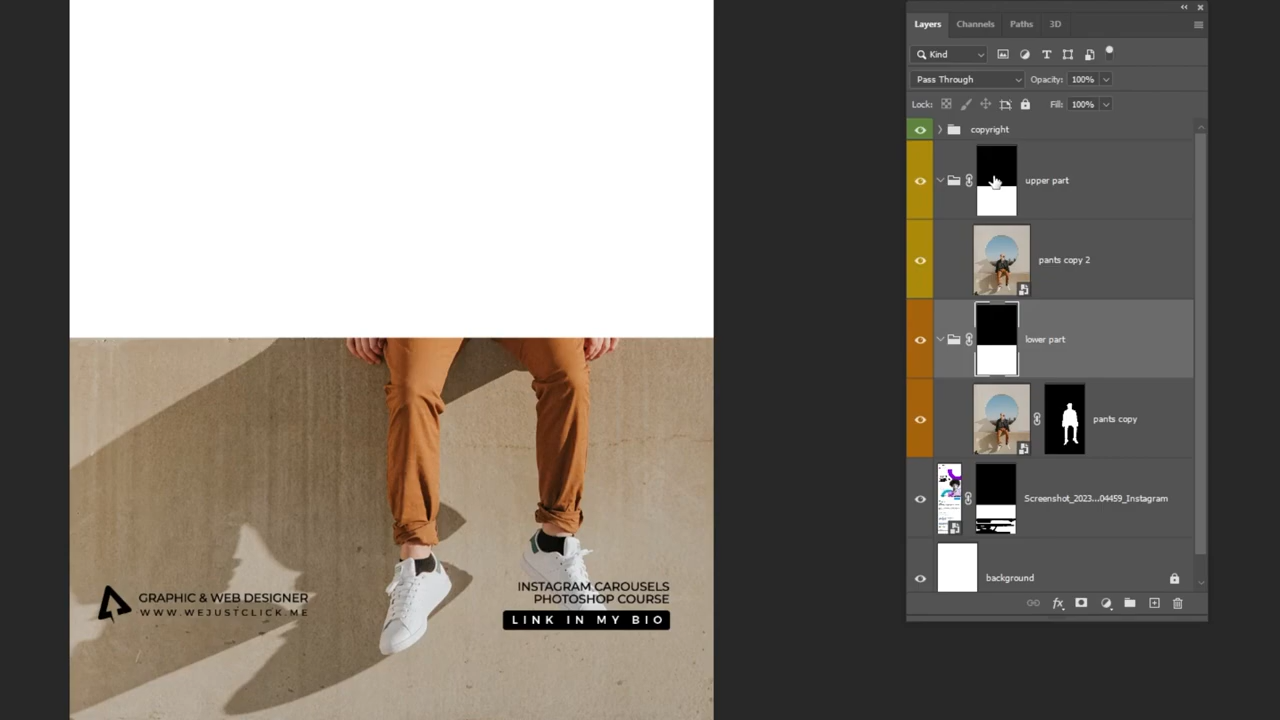 Layers Channels Paths 3D
Kind
Pass Through Opacity: 100%
Lock: Fill: 100%
copyright
upper part
pants copy 2
lower part
pants copy
Screenshot_2023...04459_Instagram
background
fx
GRAPHIC & WEB DESIGNER
WWW.WEJUSTCLICK.ME
INSTAGRAM CAROUSELS
PHOTOSHOP COURSE
LINK IN MY BIO